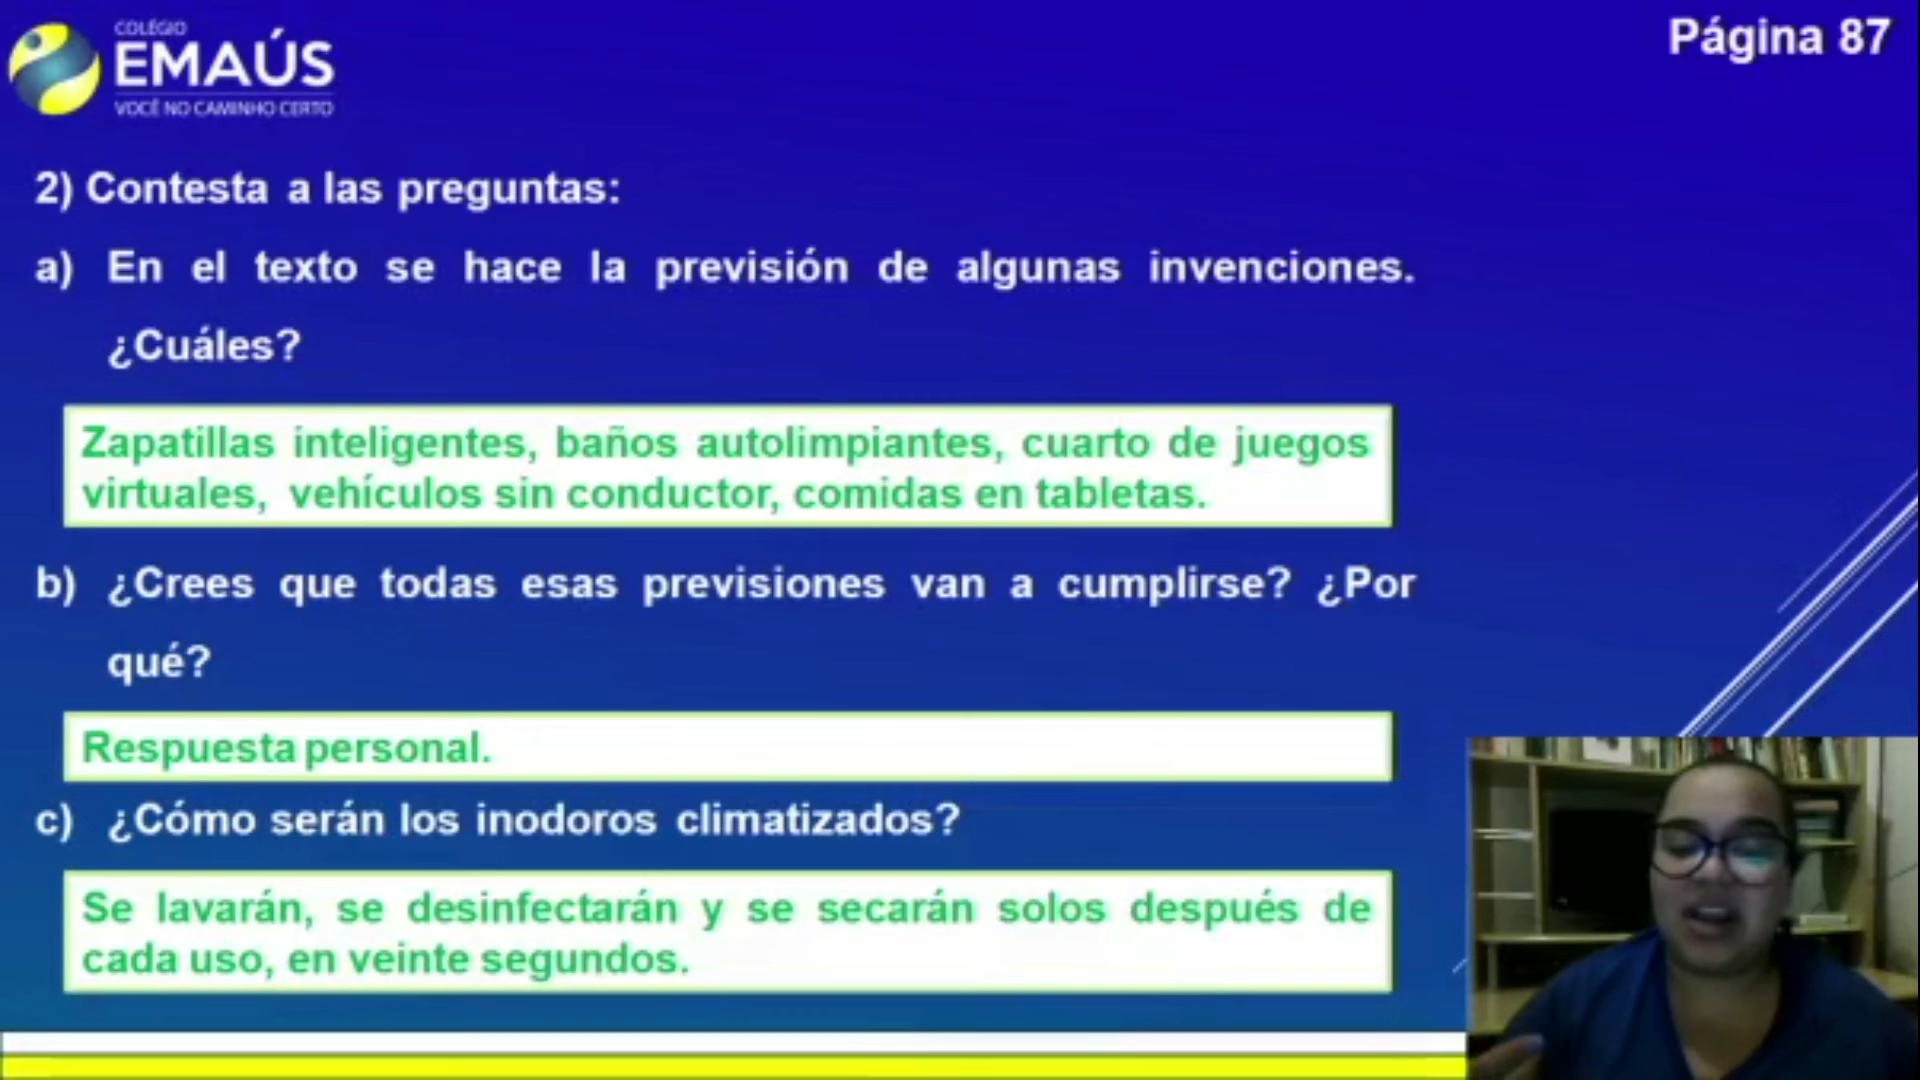 COLÉGIO
EMAÚS
VOCÊ NO CAMINHO CERTO
Página 87
2) Contesta a las preguntas:
a) En el texto se hace la previsión de algunas invenciones.
¿Cuáles?
Zapatillas inteligentes, baños autolimpiantes, cuarto de juegos
virtuales, vehículos sin conductor, comidas en tabletas.
b) ¿Crees que todas esas previsiones van a cumplirse? ¿Por
qué?
Respuesta personal.
c) ¿Cómo serán los inodoros climatizados?
Se lavarán, se desinfectarán y se secarán solos después de
cada uso, en veinte segundos.